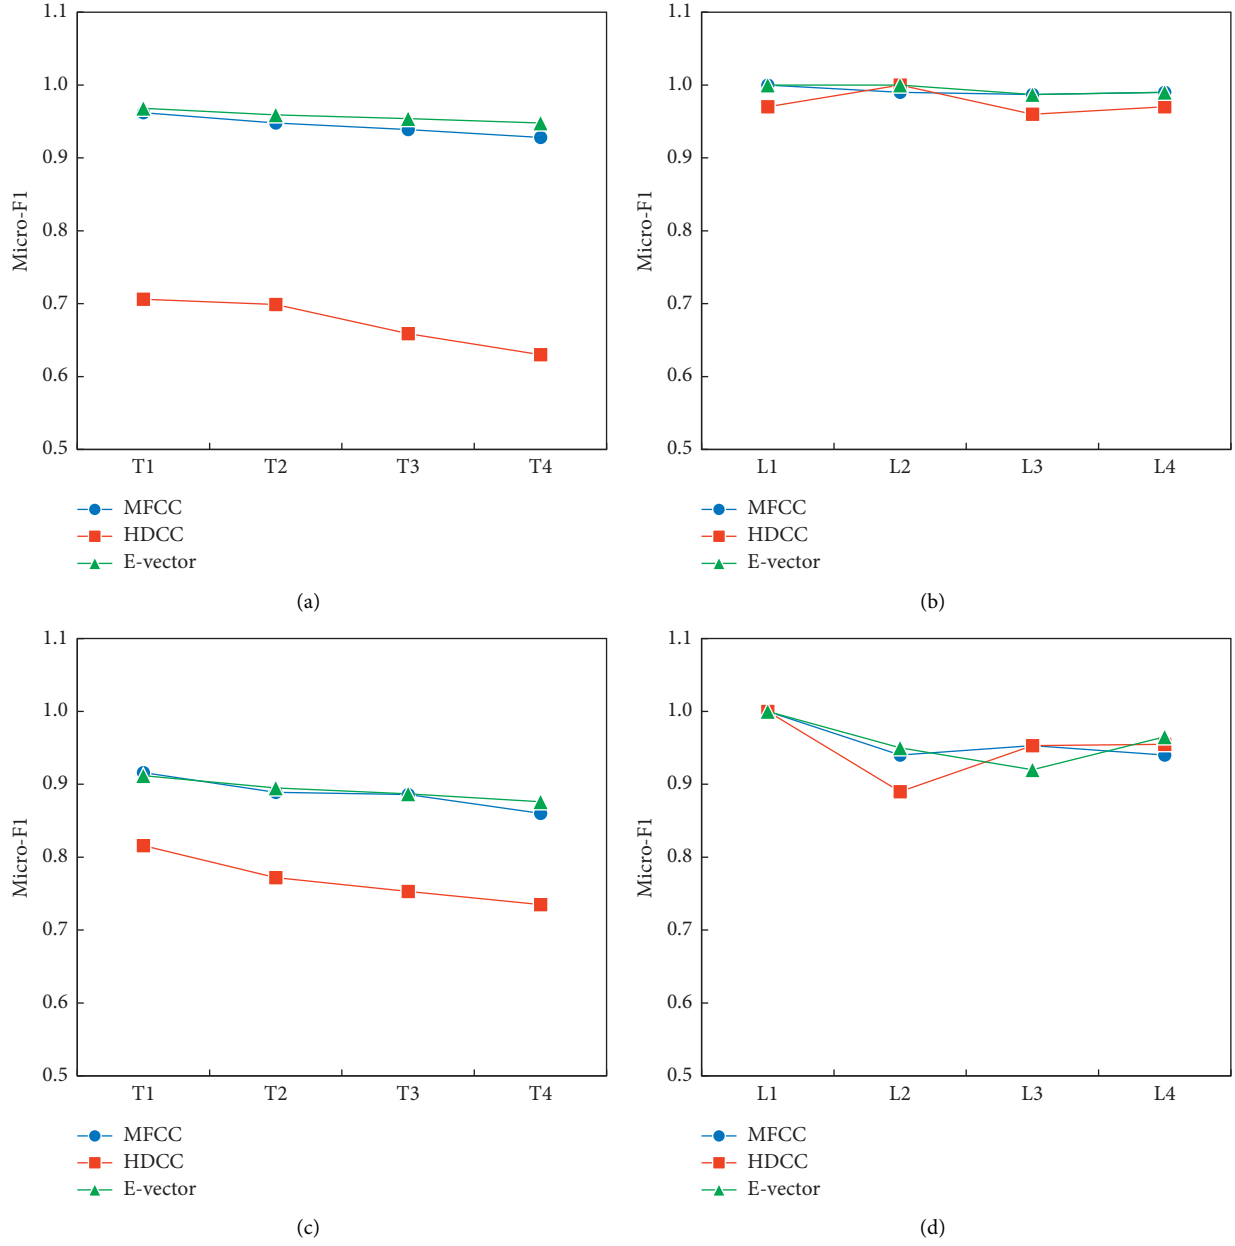 1.1
1.0
0.9
0.8
0.7
0.6
0.5
Micro-F1
T1 T2 T3 T4
MFCC
HDCC
E-vector
(a)
1.1
1.0
0.9
0.8
0.7
0.6
0.5
Micro-F1
L1 L2 L3 L4
MFCC
HDCC
E-vector
(b)
1.1
1.0
0.9
0.8
0.7
0.6
0.5
Micro-F1
T1 T2 T3 T4
MFCC
HDCC
E-vector
(c)
1.1
1.0
0.9
0.8
0.7
0.6
0.5
Micro-F1
L1 L2 L3 L4
MFCC
HDCC
E-vector
(d)